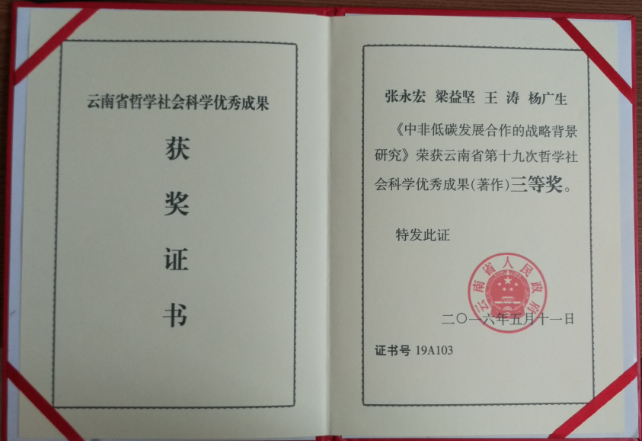 云南省哲学社会科学优秀成果
获
奖
证
书
张永宏 梁益坚 王涛 杨广生
《中非低碳发展合作的战略背景
研究》荣获云南省第十九次哲学社
会科学优秀成果(著作)三等奖。
特发此证
云南省人民政府
二〇一六年五月十一日
证书号 19A103